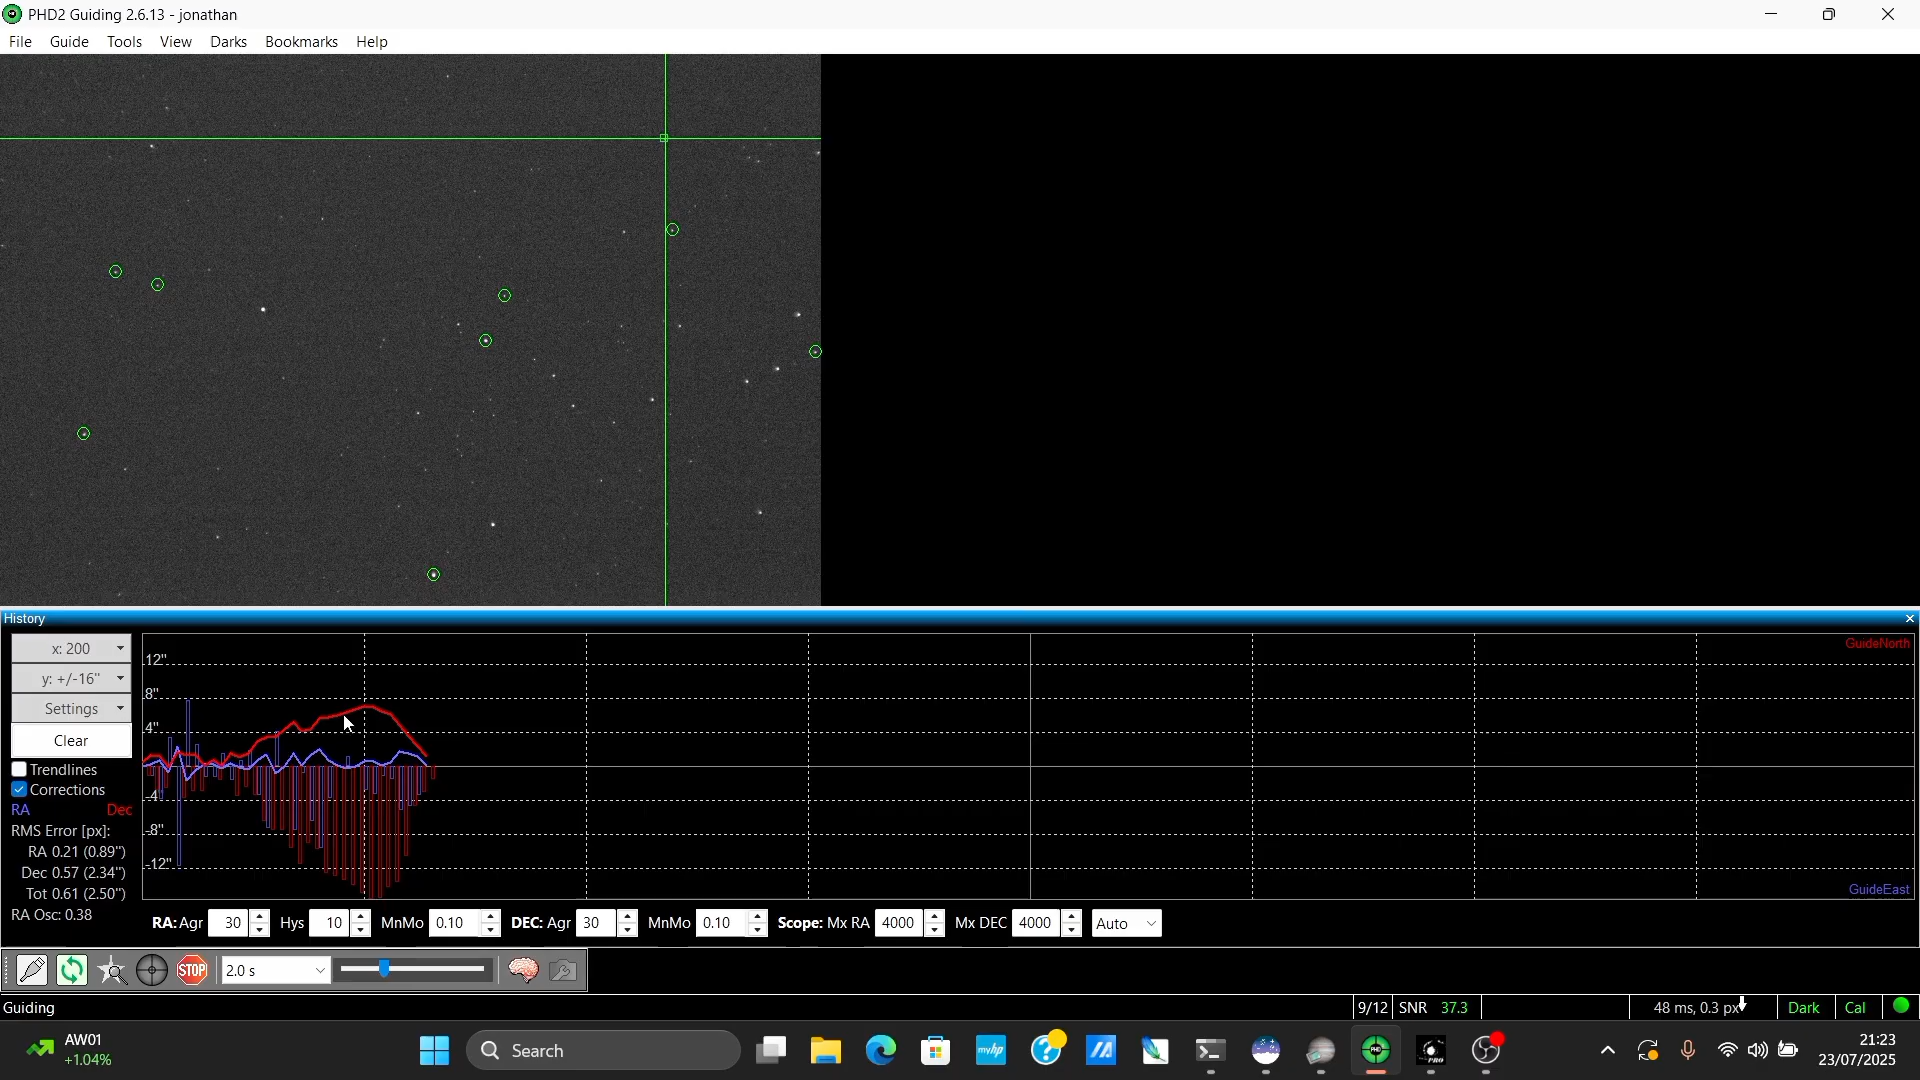 PHD2 Guiding 2.6.13 - jonathan
File Guide Tools View Darks Bookmarks Help
History
x: 200
y: +/-16"
Settings
Clear
Trendlines
Corrections
RA Dec
RMS Error [px]:
RA 0.21 (0.89")
Dec 0.57 (2.34")
Tot 0.61 (2.50")
RA Osc: 0.38
12"
8"
4"
-4"
-8"
-12"
GuideNorth
GuideEast
RA: Agr 30 Hys 10 MnMo 0.10 DEC: Agr 30 MnMo 0.10 Scope: Mx RA 4000 Mx DEC 4000 Auto
STOP 2.0 s
Guiding 9/12 SNR 37.3 48 ms, 0.3 px Dark Cal
AW01
+1.04%
Search
myhp
PHD
PRO
21:23
23/07/2025